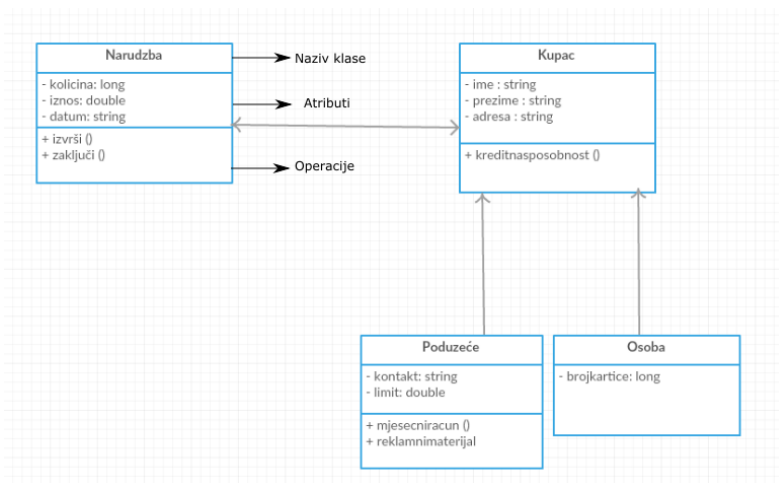 Narudzba
- kolicina: long
- iznos: double
- datum: string
+ izvrši ()
+ zaključi ()
Naziv klase
Atributi
Operacije
Kupac
- ime : string
- prezime : string
- adresa : string
+ kreditnasposobnost ()
Poduzeće
- kontakt: string
- limit: double
+ mjesecniracun ()
+ reklamnimaterijal
Osoba
- brojkartice: long